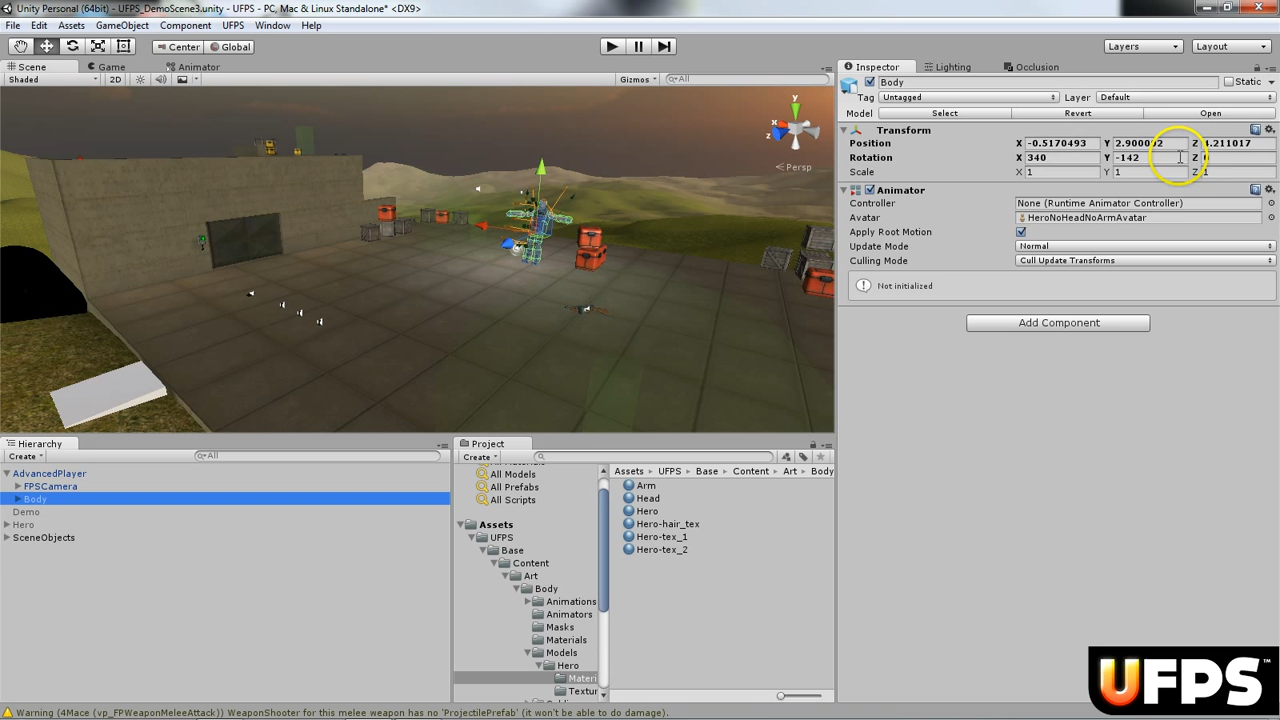 Unity Personal (64bit) - UFPS_DemoScene3.unity - UFPS - PC, Mac & Linux Standalone* <DX9>
File Edit Assets GameObject Component UFPS Window Help
Center Global Layers Layout
Scene Game Animator
Shaded 2D Gizmos All
y
x
z
Persp
Inspector Lighting Occlusion
Body Static
Tag Untagged Layer Default
Model Select Revert Open
Transform
Position X -0.5170493 Y Z 4.211017
Rotation X 340 Y -142 Z
Scale X 1 Y 1 Z 1
Animator
Controller None (Runtime Animator Controller)
Avatar HeroNoHeadNoArmAvatar
Apply Root Motion
Update Mode Normal
Culling Mode Cull Update Transforms
Not initialized
Add Component
Hierarchy
Create All
AdvancedPlayer
FPSCamera
Body
Demo
Hero
SceneObjects
Project
Create
All Models
All Prefabs
All Scripts
Assets
UFPS
Base
Content
Art
Body
Animations
Animators
Masks
Materials
Models
Hero
Materi
Textur
Assets UFPS Base Content Art Body
Arm
Head
Hero
Hero-hair_tex
Hero-tex_1
Hero-tex_2
Warning (4Mace (vp_FPWeaponMeleeAttack)) WeaponShooter for this melee weapon has no 'ProjectilePrefab' (it won't be able to do damage).
UFPS™